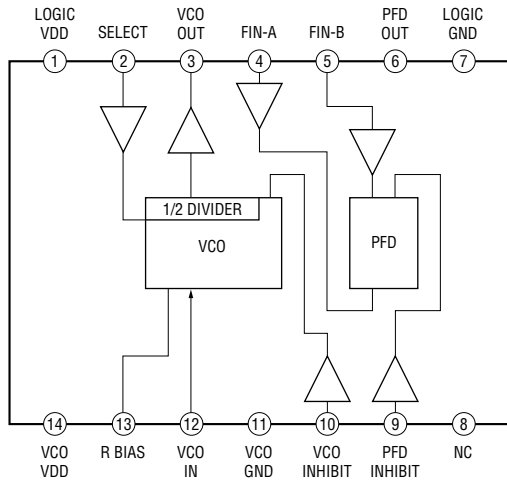 LOGIC VDD
SELECT
VCO OUT
FIN-A
FIN-B
PFD OUT
LOGIC GND
1
2
3
4
5
6
7
1/2 DIVIDER
VCO
PFD
14
13
12
11
10
9
8
VCO VDD
R BIAS
VCO IN
VCO GND
VCO INHIBIT
PFD INHIBIT
NC